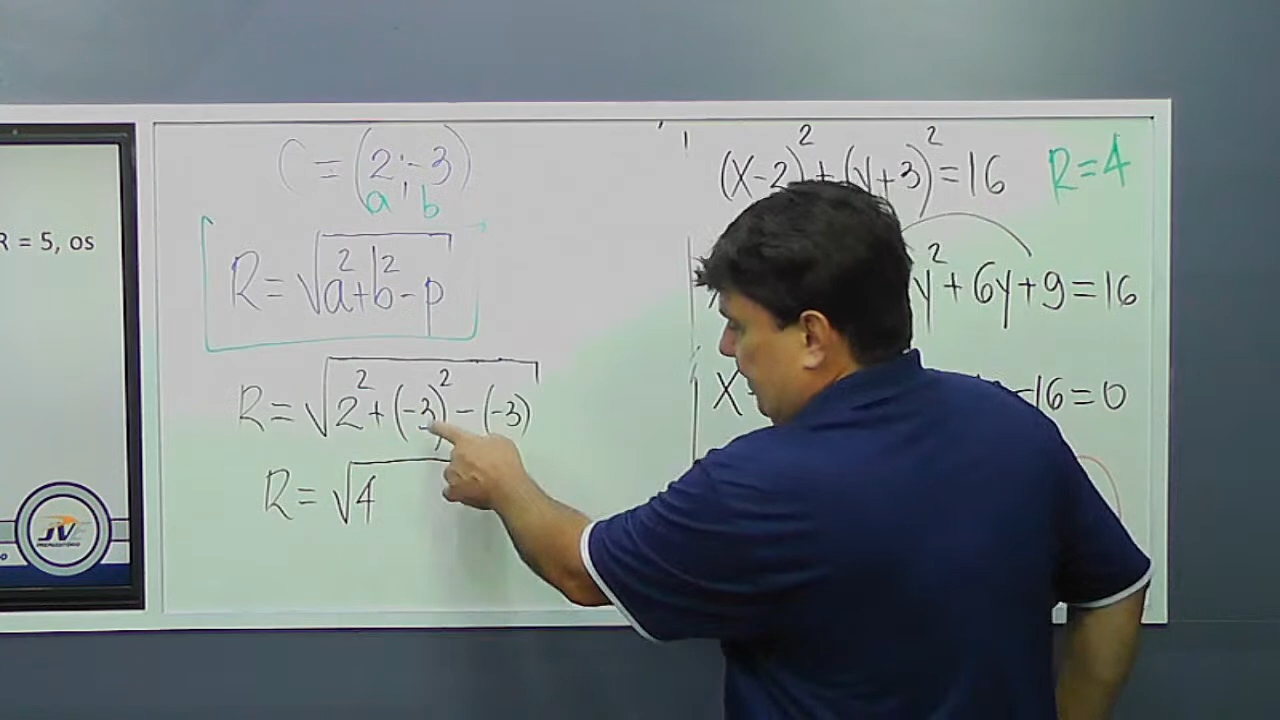 R = 5, os
JV
C = (2; -3)
a b
R = √a² + b² - p
R = √2² + (-3)² - (-3)
R = √4
(x-2)² + (y+3)² = 16 R = 4
y² + 6y + 9 = 16
x
-16 = 0